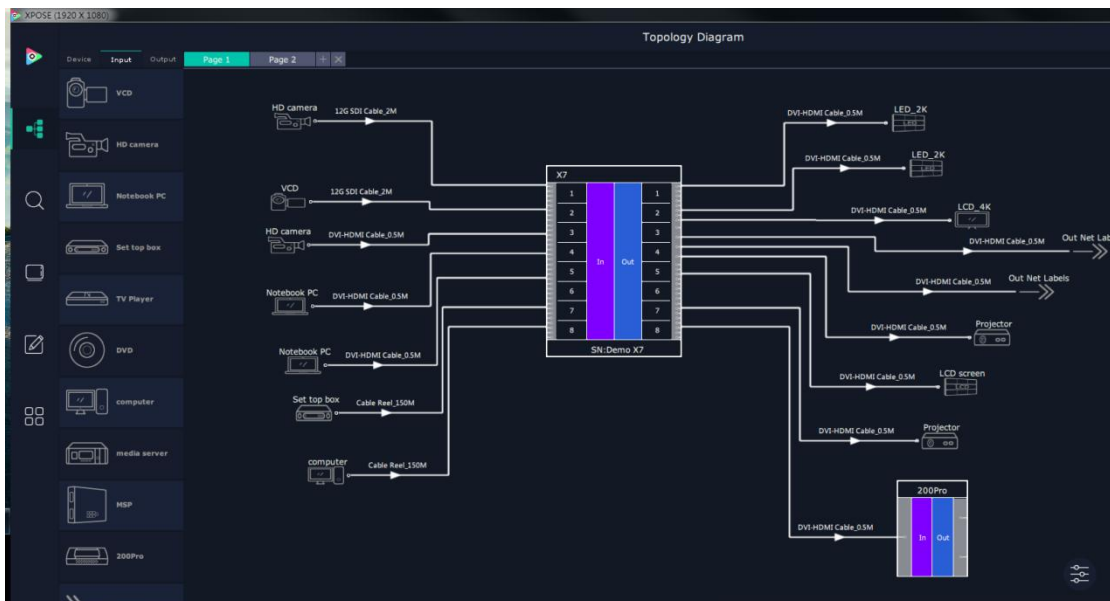 XPOSE (1920 X 1080)
Topology Diagram
Device Input Output
Page 1 Page 2
VCD
HD camera
Notebook PC
Set top box
TV Player
DVD
computer
media server
MSP
200Pro
HD camera
12G SDI Cable_2M
VCD
12G SDI Cable_2M
HD camera
DVI-HDMI Cable_0.5M
Notebook PC
DVI-HDMI Cable_0.5M
Notebook PC
DVI-HDMI Cable_0.5M
Set top box
Cable Reel_150M
computer
Cable Reel_150M
X7
1 1
2 2
3 3
4 4
In Out
5 5
6 6
7 7
8 8
SN:Demo X7
DVI-HDMI Cable_0.5M
LED_2K
LED
DVI-HDMI Cable_0.5M
LED_2K
LED
DVI-HDMI Cable_0.5M
LCD_4K
DVI-HDMI Cable_0.5M
Out Net Lab
DVI-HDMI Cable_0.5M
Out Net Labels
DVI-HDMI Cable_0.5M
Projector
DVI-HDMI Cable_0.5M
LCD screen
DVI-HDMI Cable_0.5M
Projector
DVI-HDMI Cable_0.5M
200Pro
In Out